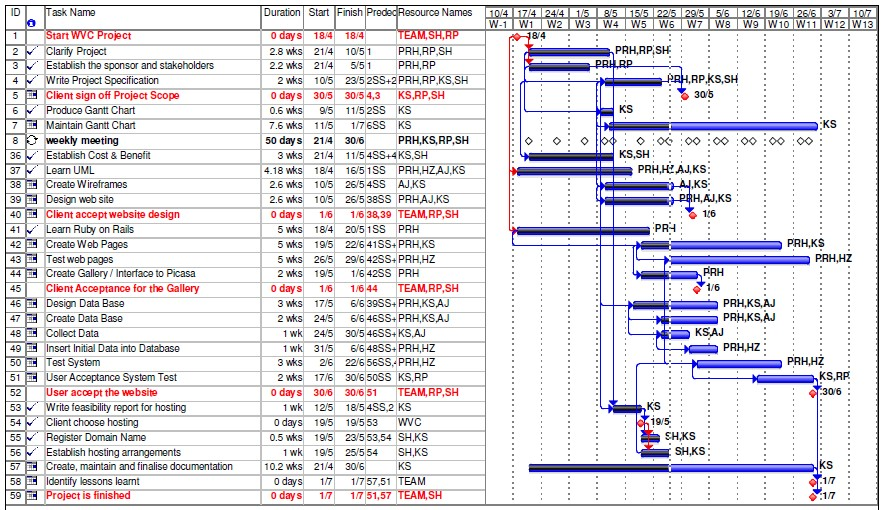 ID Task Name Duration Start Finish Predec Resource Names 10/4 17/4 24/4 1/5 8/5 15/5 22/5 29/5 5/6 12/6 19/6 26/6 3/7 10/7
W-1 W1 W2 W3 W4 W5 W6 W7 W8 W9 W10 W11 W12 W13
1 Start WVC Project 0 days 18/4 18/4 TEAM,SH,RP 18/4
2 Clarify Project 2.8 wks 21/4 10/5 1 PRH,RP,SH PRH,RP,SH
3 Establish the sponsor and stakeholders 2.2 wks 21/4 5/5 1 PRH,RP PRH,RP
4 Write Project Specification 2 wks 10/5 23/5 2SS+2 PRH,RP,KS,SH PRH,RP,KS,SH
5 Client sign off Project Scope 0 days 30/5 30/5 4,3 KS,RP,SH 30/5
6 Produce Gantt Chart 0.6 wks 9/5 11/5 2SS KS KS
7 Maintain Gantt Chart 7.6 wks 11/5 1/7 6SS KS KS
8 weekly meeting 50 days 21/4 30/6 PRH,KS,RP,SH
36 Establish Cost & Benefit 3 wks 21/4 11/5 4SS+4 KS,SH KS,SH
37 Learn UML 4.18 wks 18/4 16/5 1SS PRH,HZ,AJ,KS PRH,HZ,AJ,KS
38 Create Wireframes 2.6 wks 10/5 26/5 4SS AJ,KS AJ,KS
39 Design web site 2.6 wks 10/5 26/5 38SS PRH,AJ,KS PRH,AJ,KS
40 Client accept website design 0 days 1/6 1/6 38,39 TEAM,RP,SH 1/6
41 Learn Ruby on Rails 5 wks 18/4 20/5 1SS PRH PRH
42 Create Web Pages 5 wks 19/5 22/6 41SS+ PRH,KS PRH,KS
43 Test web pages 5 wks 26/5 29/6 42SS+ PRH,HZ PRH,HZ
44 Create Gallery / Interface to Picasa 2 wks 19/5 1/6 42SS PRH PRH
45 Client Acceptance for the Gallery 0 days 1/6 1/6 44 TEAM,RP,SH 1/6
46 Design Data Base 3 wks 17/5 6/6 39SS+ PRH,KS,AJ PRH,KS,AJ
47 Create Data Base 2 wks 24/5 6/6 46SS+ PRH,KS,AJ PRH,KS,AJ
48 Collect Data 1 wk 24/5 30/5 46SS+ KS,AJ KS,AJ
49 Insert Initial Data into Database 1 wk 31/5 6/6 48SS+ PRH,HZ PRH,HZ
50 Test System 3 wks 2/6 22/6 56SS,4 PRH,HZ PRH,HZ
51 User Acceptance System Test 2 wks 17/6 30/6 50SS KS,RP KS,RP
52 User accept the website 0 days 30/6 30/6 51 TEAM,RP,SH 30/6
53 Write feasibility report for hosting 1 wk 12/5 18/5 4SS,2 KS KS
54 Client choose hosting 0 days 19/5 19/5 53 WVC 19/5
55 Register Domain Name 0.5 wks 19/5 23/5 53,54 SH,KS SH,KS
56 Establish hosting arrangements 1 wk 19/5 25/5 54 SH,KS SH,KS
57 Create, maintain and finalise documentation 10.2 wks 21/4 30/6 KS KS
58 Identify lessons learnt 0 days 1/7 1/7 57,51 TEAM 1/7
59 Project is finished 0 days 1/7 1/7 51,57 TEAM,SH 1/7